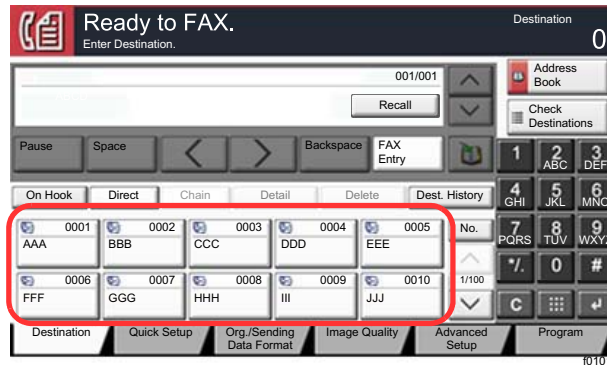 Ready to FAX.
Enter Destination.
Destination
0
001/001
Recall
Address
Book
Check
Destinations
Pause
Space
Backspace
FAX
Entry
1
2
ABC
3
DEF
On Hook
Direct
Chain
Detail
Delete
Dest. History
4
GHI
5
JKL
6
MNO
0001
AAA
0002
BBB
0003
CCC
0004
DDD
0005
EEE
No.
7
PQRS
8
TUV
9
WXYZ
0006
FFF
0007
GGG
0008
HHH
0009
III
0010
JJJ
1/100
*/.
0
#
C
Destination
Quick Setup
Org./Sending
Data Format
Image Quality
Advanced
Setup
Program
f010